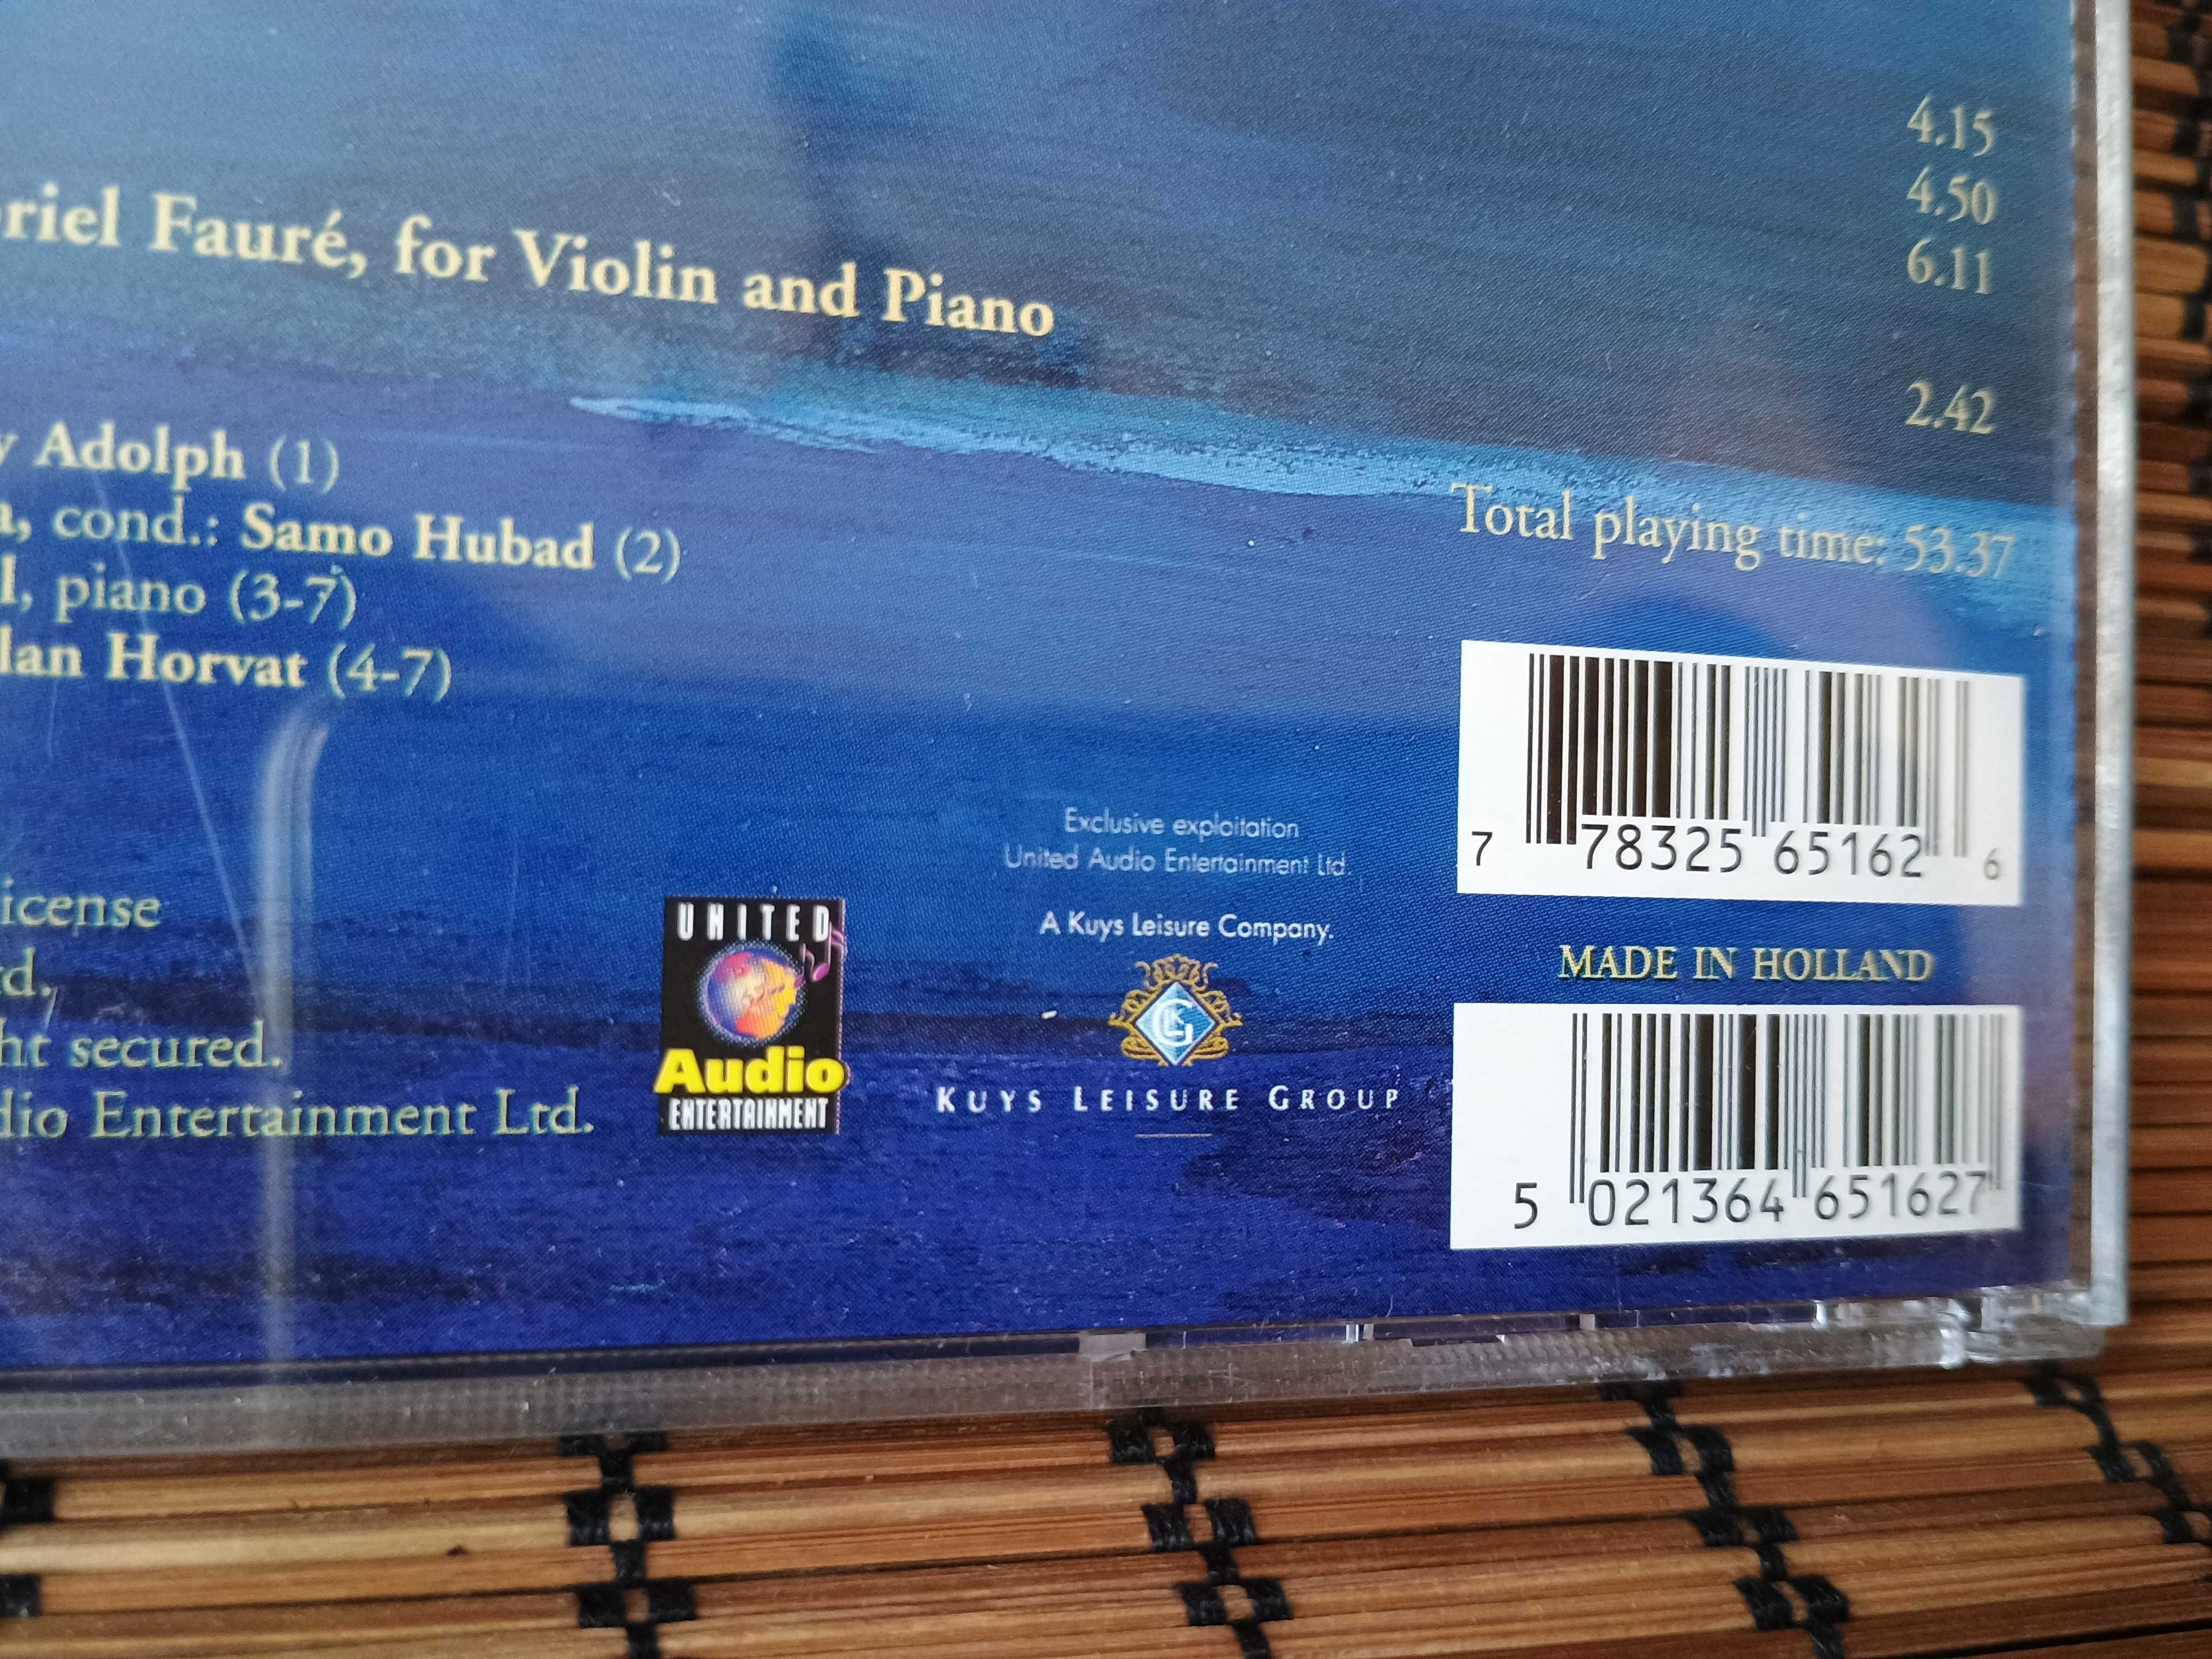 4.15
4.50
6.11
riel Fauré, for Violin and Piano
2.42
Total playing time: 53.37
y Adolph (1)
a, cond.: Samo Hubad (2)
l, piano (3-7)
lan Horvat (4-7)
7 78325 65162 6
Exclusive exploitation
United Audio Entertainment Ltd.
A Kuys Leisure Company.
MADE IN HOLLAND
icense
d.
ht secured.
dio Entertainment Ltd.
UNITED
Audio
ENTERTAINMENT
KUYS LEISURE GROUP
5 021364 651627